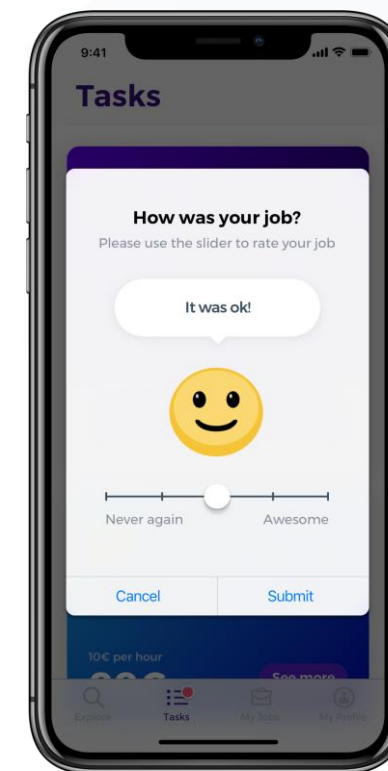 9:41
Tasks
How was your job?
Please use the slider to rate your job
It was ok!
Never again
Awesome
Cancel
Submit
10€ per hour
See more
Explore
Tasks
My Jobs
My Profile